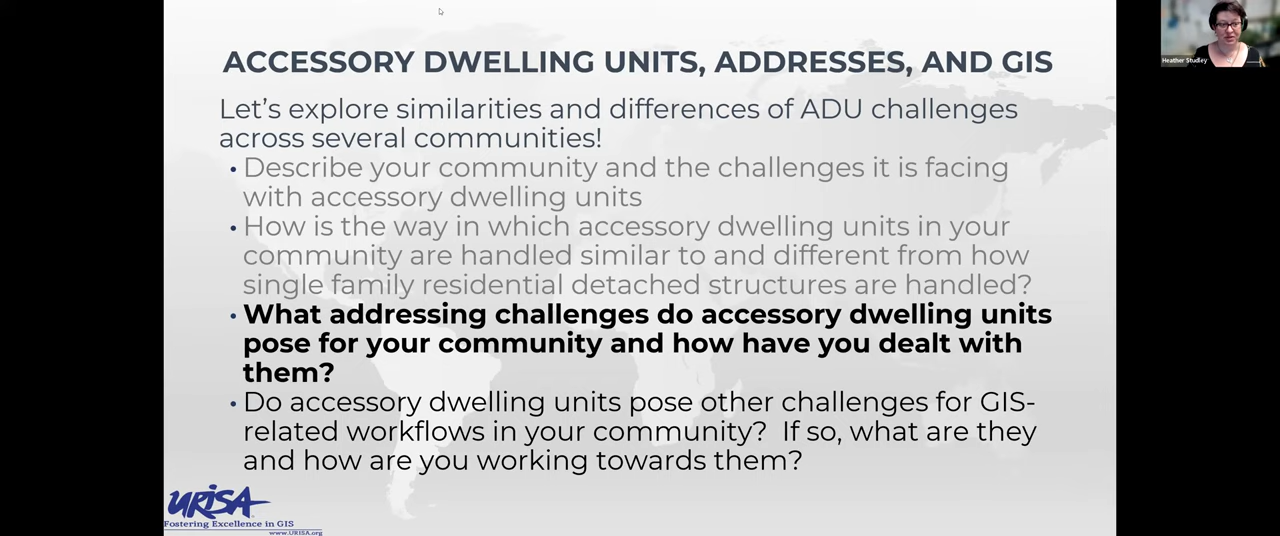 ACCESSORY DWELLING UNITS, ADDRESSES, AND GIS
Let's explore similarities and differences of ADU challenges
across several communities!
• Describe your community and the challenges it is facing
with accessory dwelling units
• How is the way in which accessory dwelling units in your
community are handled similar to and different from how
single family residential detached structures are handled?
• What addressing challenges do accessory dwelling units
pose for your community and how have you dealt with
them?
• Do accessory dwelling units pose other challenges for GIS-
related workflows in your community?  If so, what are they
and how are you working towards them?
URISA
Fostering Excellence in GIS
www.URISA.org
Heather Studley